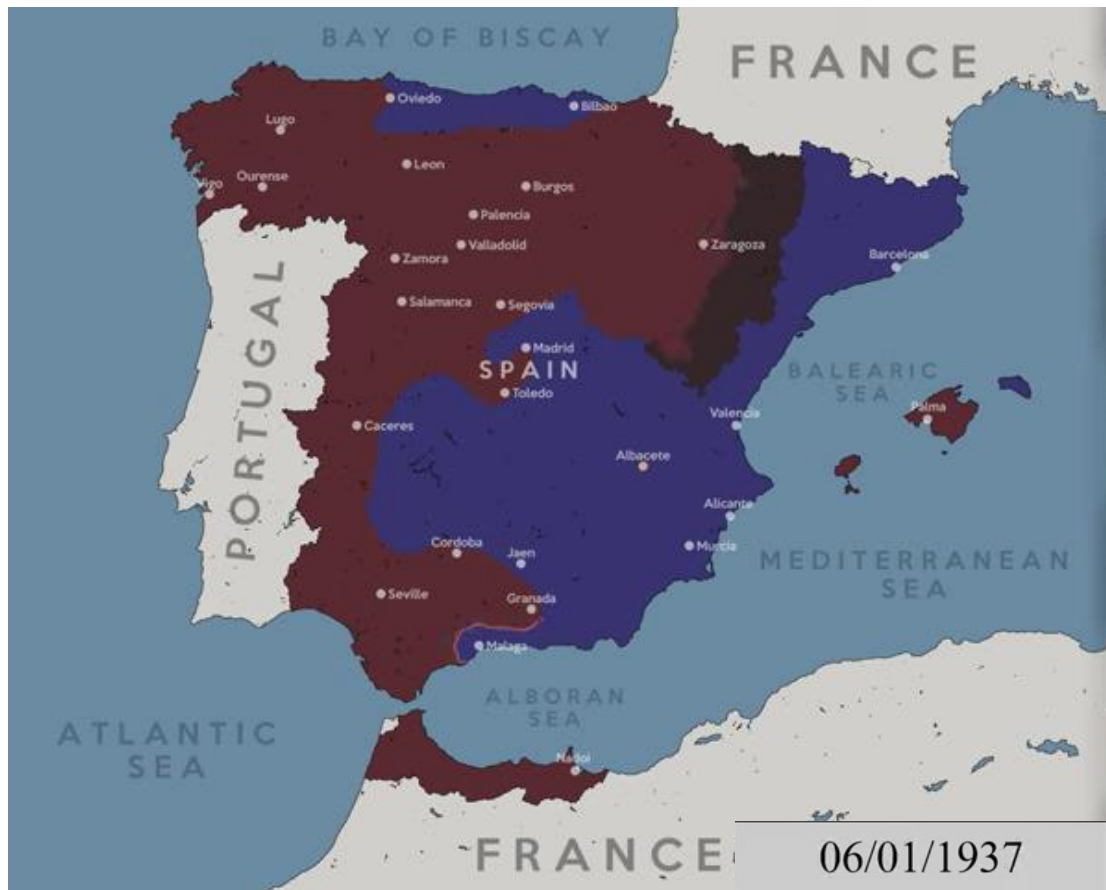 BAY OF BISCAY
FRANCE
Oviedo
Bilbao
Lugo
Leon
Vigo
Ourense
Burgos
Palencia
Valladolid
Zaragoza
Zamora
Barcelona
Salamanca
Segovia
PORTUGAL
Madrid
SPAIN
Toledo
BALEARIC
SEA
Palma
Caceres
Valencia
Albacete
Alicante
Cordoba
Jaen
Murcia
MEDITERRANEAN
SEA
Seville
Granada
Malaga
ALBORAN
SEA
ATLANTIC
SEA
Nadoi
FRANCE
06/01/1937